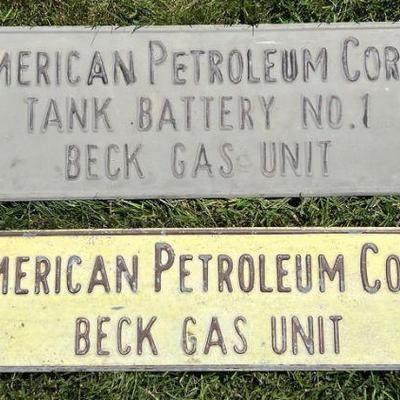 MERICAN PETROLEUM COR
TANK BATTERY NO. 1
BECK GAS UNIT
MERICAN PETROLEUM CO
BECK GAS UNIT